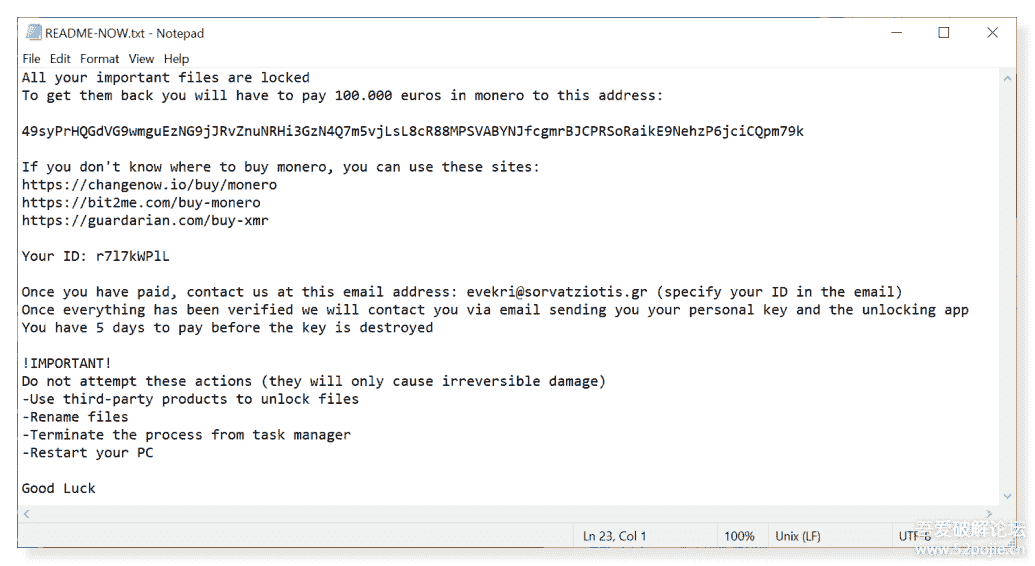 README-NOW.txt - Notepad
File Edit Format View Help
All your important files are locked
To get them back you will have to pay 100.000 euros in monero to this address:
49syPrHQGdVG9wmguEzNG9jJRvZnuNRHi3GzN4Q7m5vjLsL8cR88MPSVABYNJfcgmrBJCPRSoRaikE9NehzP6jciCQpm79k
If you don't know where to buy monero, you can use these sites:
https://changenow.io/buy/monero
https://bit2me.com/buy-monero
https://guardarian.com/buy-xmr
Your ID: r7l7kWPlL
Once you have paid, contact us at this email address: evekri@sorvatziotis.gr (specify your ID in the email)
Once everything has been verified we will contact you via email sending you your personal key and the unlocking app
You have 5 days to pay before the key is destroyed
!IMPORTANT!
Do not attempt these actions (they will only cause irreversible damage)
-Use third-party products to unlock files
-Rename files
-Terminate the process from task manager
-Restart your PC
Good Luck
Ln 23, Col 1 100% Unix (LF) UTF-8
吾爱破解论坛
www.52pojie.cn